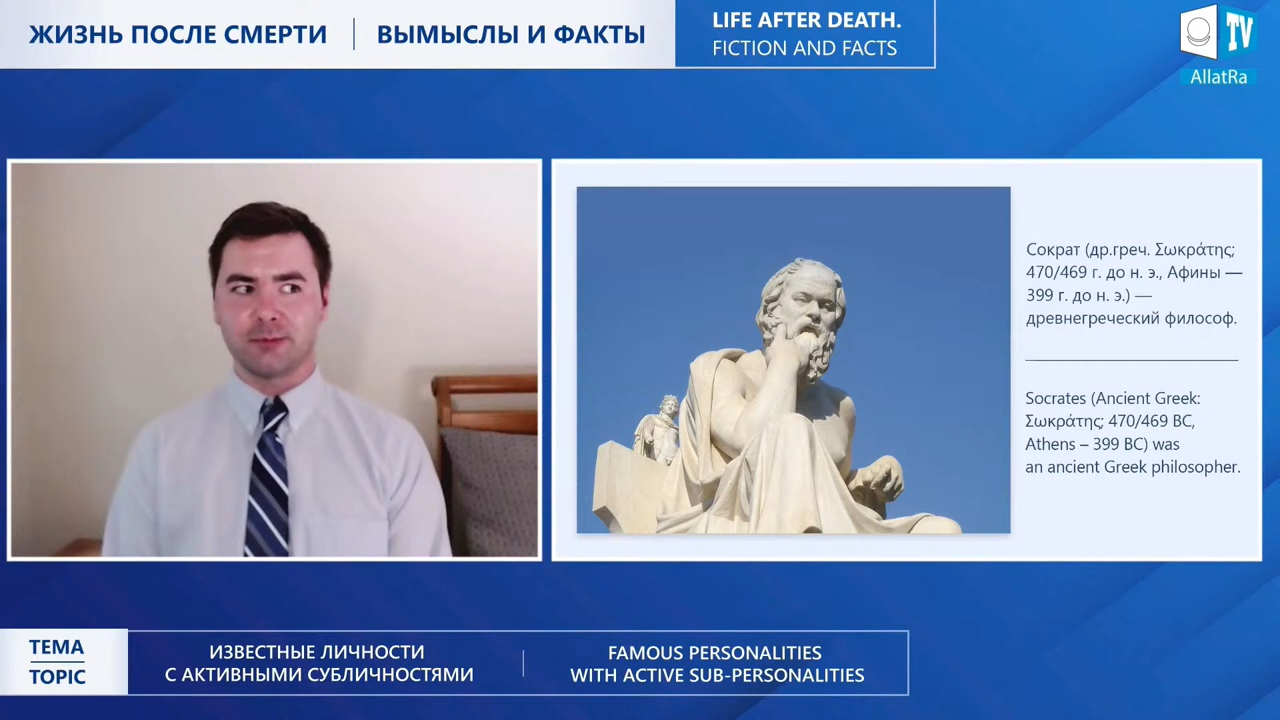 ЖИЗНЬ ПОСЛЕ СМЕРТИ
ВЫМЫСЛЫ И ФАКТЫ
LIFE AFTER DEATH.
FICTION AND FACTS
TV
AllatRa
Сократ (др.греч. Σωκράτης;
470/469 г. до н. э., Афины —
399 г. до н. э.) —
древнегреческий философ.
Socrates (Ancient Greek:
Σωκράτης; 470/469 BC,
Athens – 399 BC) was
an ancient Greek philosopher.
ТЕМА
TOPIC
ИЗВЕСТНЫЕ ЛИЧНОСТИ
С АКТИВНЫМИ СУБЛИЧНОСТЯМИ
FAMOUS PERSONALITIES
WITH ACTIVE SUB-PERSONALITIES